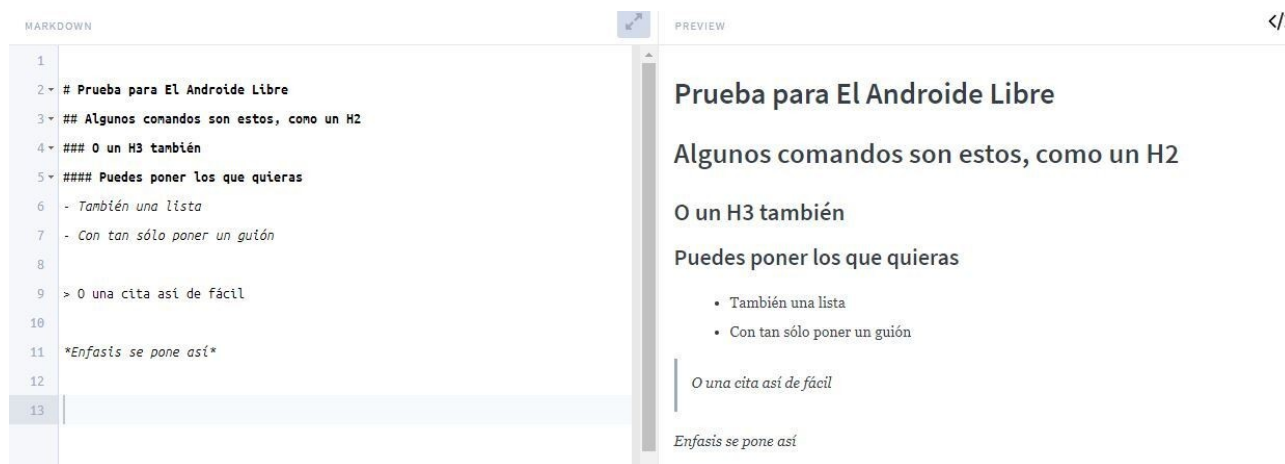 MARKDOWN
1
2 # Prueba para El Androide Libre
3 ## Algunos comandos son estos, como un H2
4 ### O un H3 también
5 #### Puedes poner los que quieras
6 - También una lista
7 - Con tan sólo poner un guión
8
9 > O una cita así de fácil
10
11 *Enfasis se pone así*
12
13
PREVIEW
</
Prueba para El Androide Libre
Algunos comandos son estos, como un H2
O un H3 también
Puedes poner los que quieras
• También una lista
• Con tan sólo poner un guión
O una cita así de fácil
Enfasis se pone así